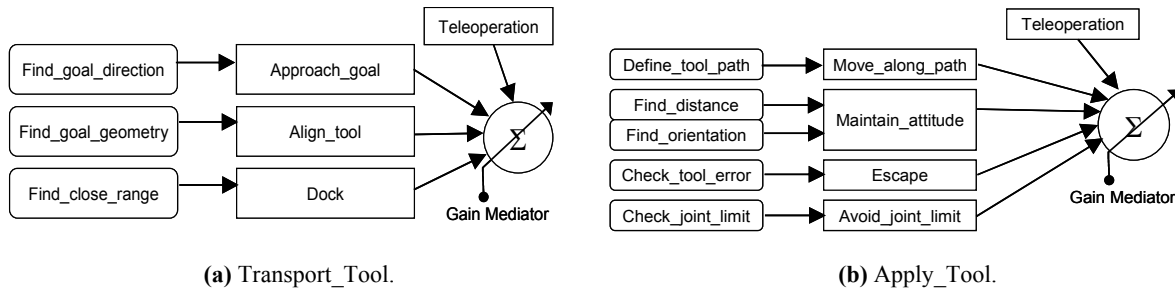 Teleoperation
Find_goal_direction
Approach_goal
Find_goal_geometry
Align_tool
Σ
Find_close_range
Dock
Gain Mediator
(a) Transport_Tool.
Teleoperation
Define_tool_path
Move_along_path
Find_distance
Maintain_attitude
Find_orientation
Σ
Check_tool_error
Escape
Check_joint_limit
Avoid_joint_limit
Gain Mediator
(b) Apply_Tool.